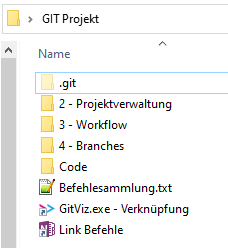 GIT Projekt
Name
.git
2 - Projektverwaltung
3 - Workflow
4 - Branches
Code
Befehlesammlung.txt
GitViz.exe - Verknüpfung
Link Befehle